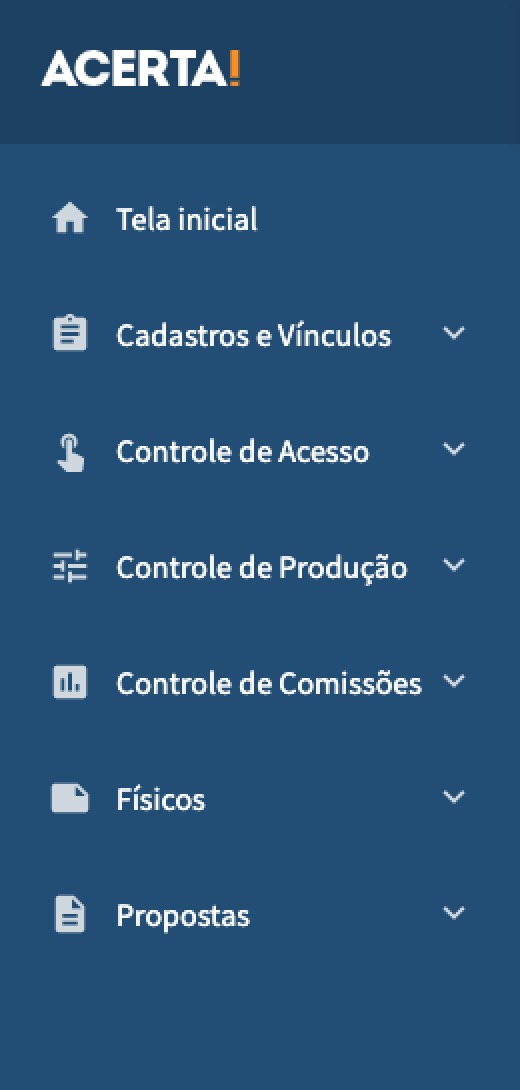 ACERTA!
Tela inicial
Cadastros e Vínculos
Controle de Acesso
Controle de Produção
Controle de Comissões
Físicos
Propostas